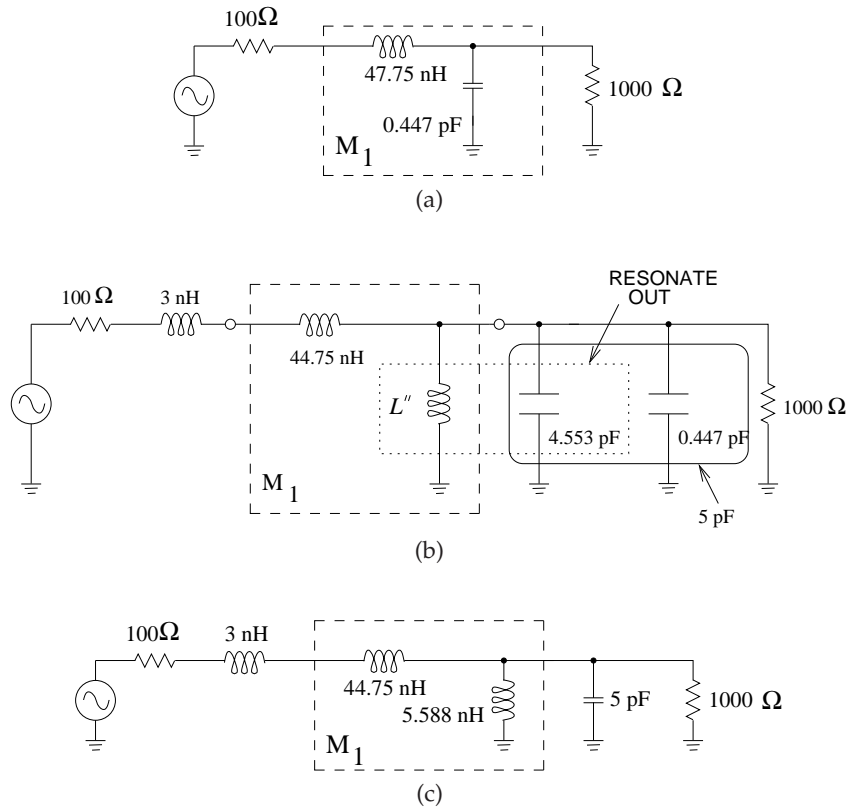 100Ω
47.75 nH
1000 Ω
0.447 pF
M1
(a)
RESONATE
OUT
100 Ω
3 nH
44.75 nH
L″
4.553 pF
0.447 pF
1000 Ω
M1
5 pF
(b)
100Ω
3 nH
44.75 nH
5 pF
5.588 nH
1000 Ω
M1
(c)